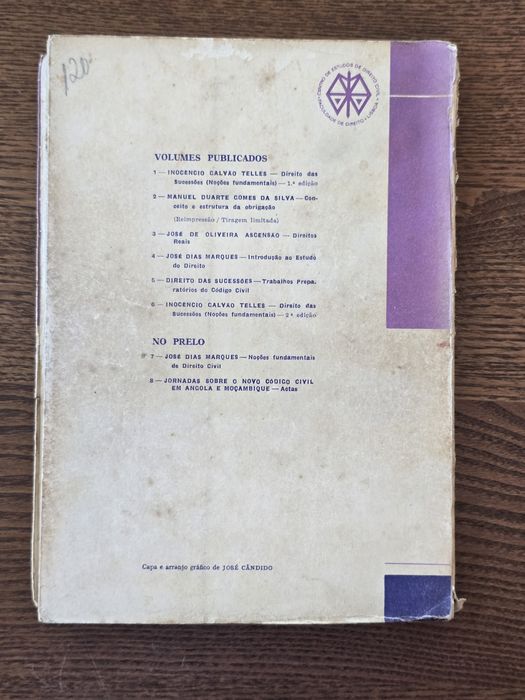 120
CENTRO DE ESTUDOS DE DIREITO CIVIL
FACULDADE DE DIREITO • LISBOA
VOLUMES PUBLICADOS
1 — INOCENCIO GALVÃO TELLES — Direito das
Sucessões (Noções fundamentais) — 1.ª edição
2 — MANUEL DUARTE GOMES DA SILVA — Con-
ceito e estrutura da obrigação
(Reimpressão / Tiragem limitada)
3 — JOSÉ DE OLIVEIRA ASCENSÃO — Direitos
Reais
4 — JOSÉ DIAS MARQUES — Introdução ao Estudo
do Direito
5 — DIREITO DAS SUCESSÕES — Trabalhos Prepa-
ratórios do Código Civil
6 — INOCENCIO GALVÃO TELLES — Direito das
Sucessões (Noções fundamentais) — 2.ª edição
NO PRELO
7 — JOSÉ DIAS MARQUES — Noções fundamentais
de Direito Civil
8 — JORNADAS SOBRE O NOVO CÓDIGO CIVIL
EM ANGOLA E MOÇAMBIQUE — Actas
Capa e arranjo gráfico de JOSÉ CÂNDIDO